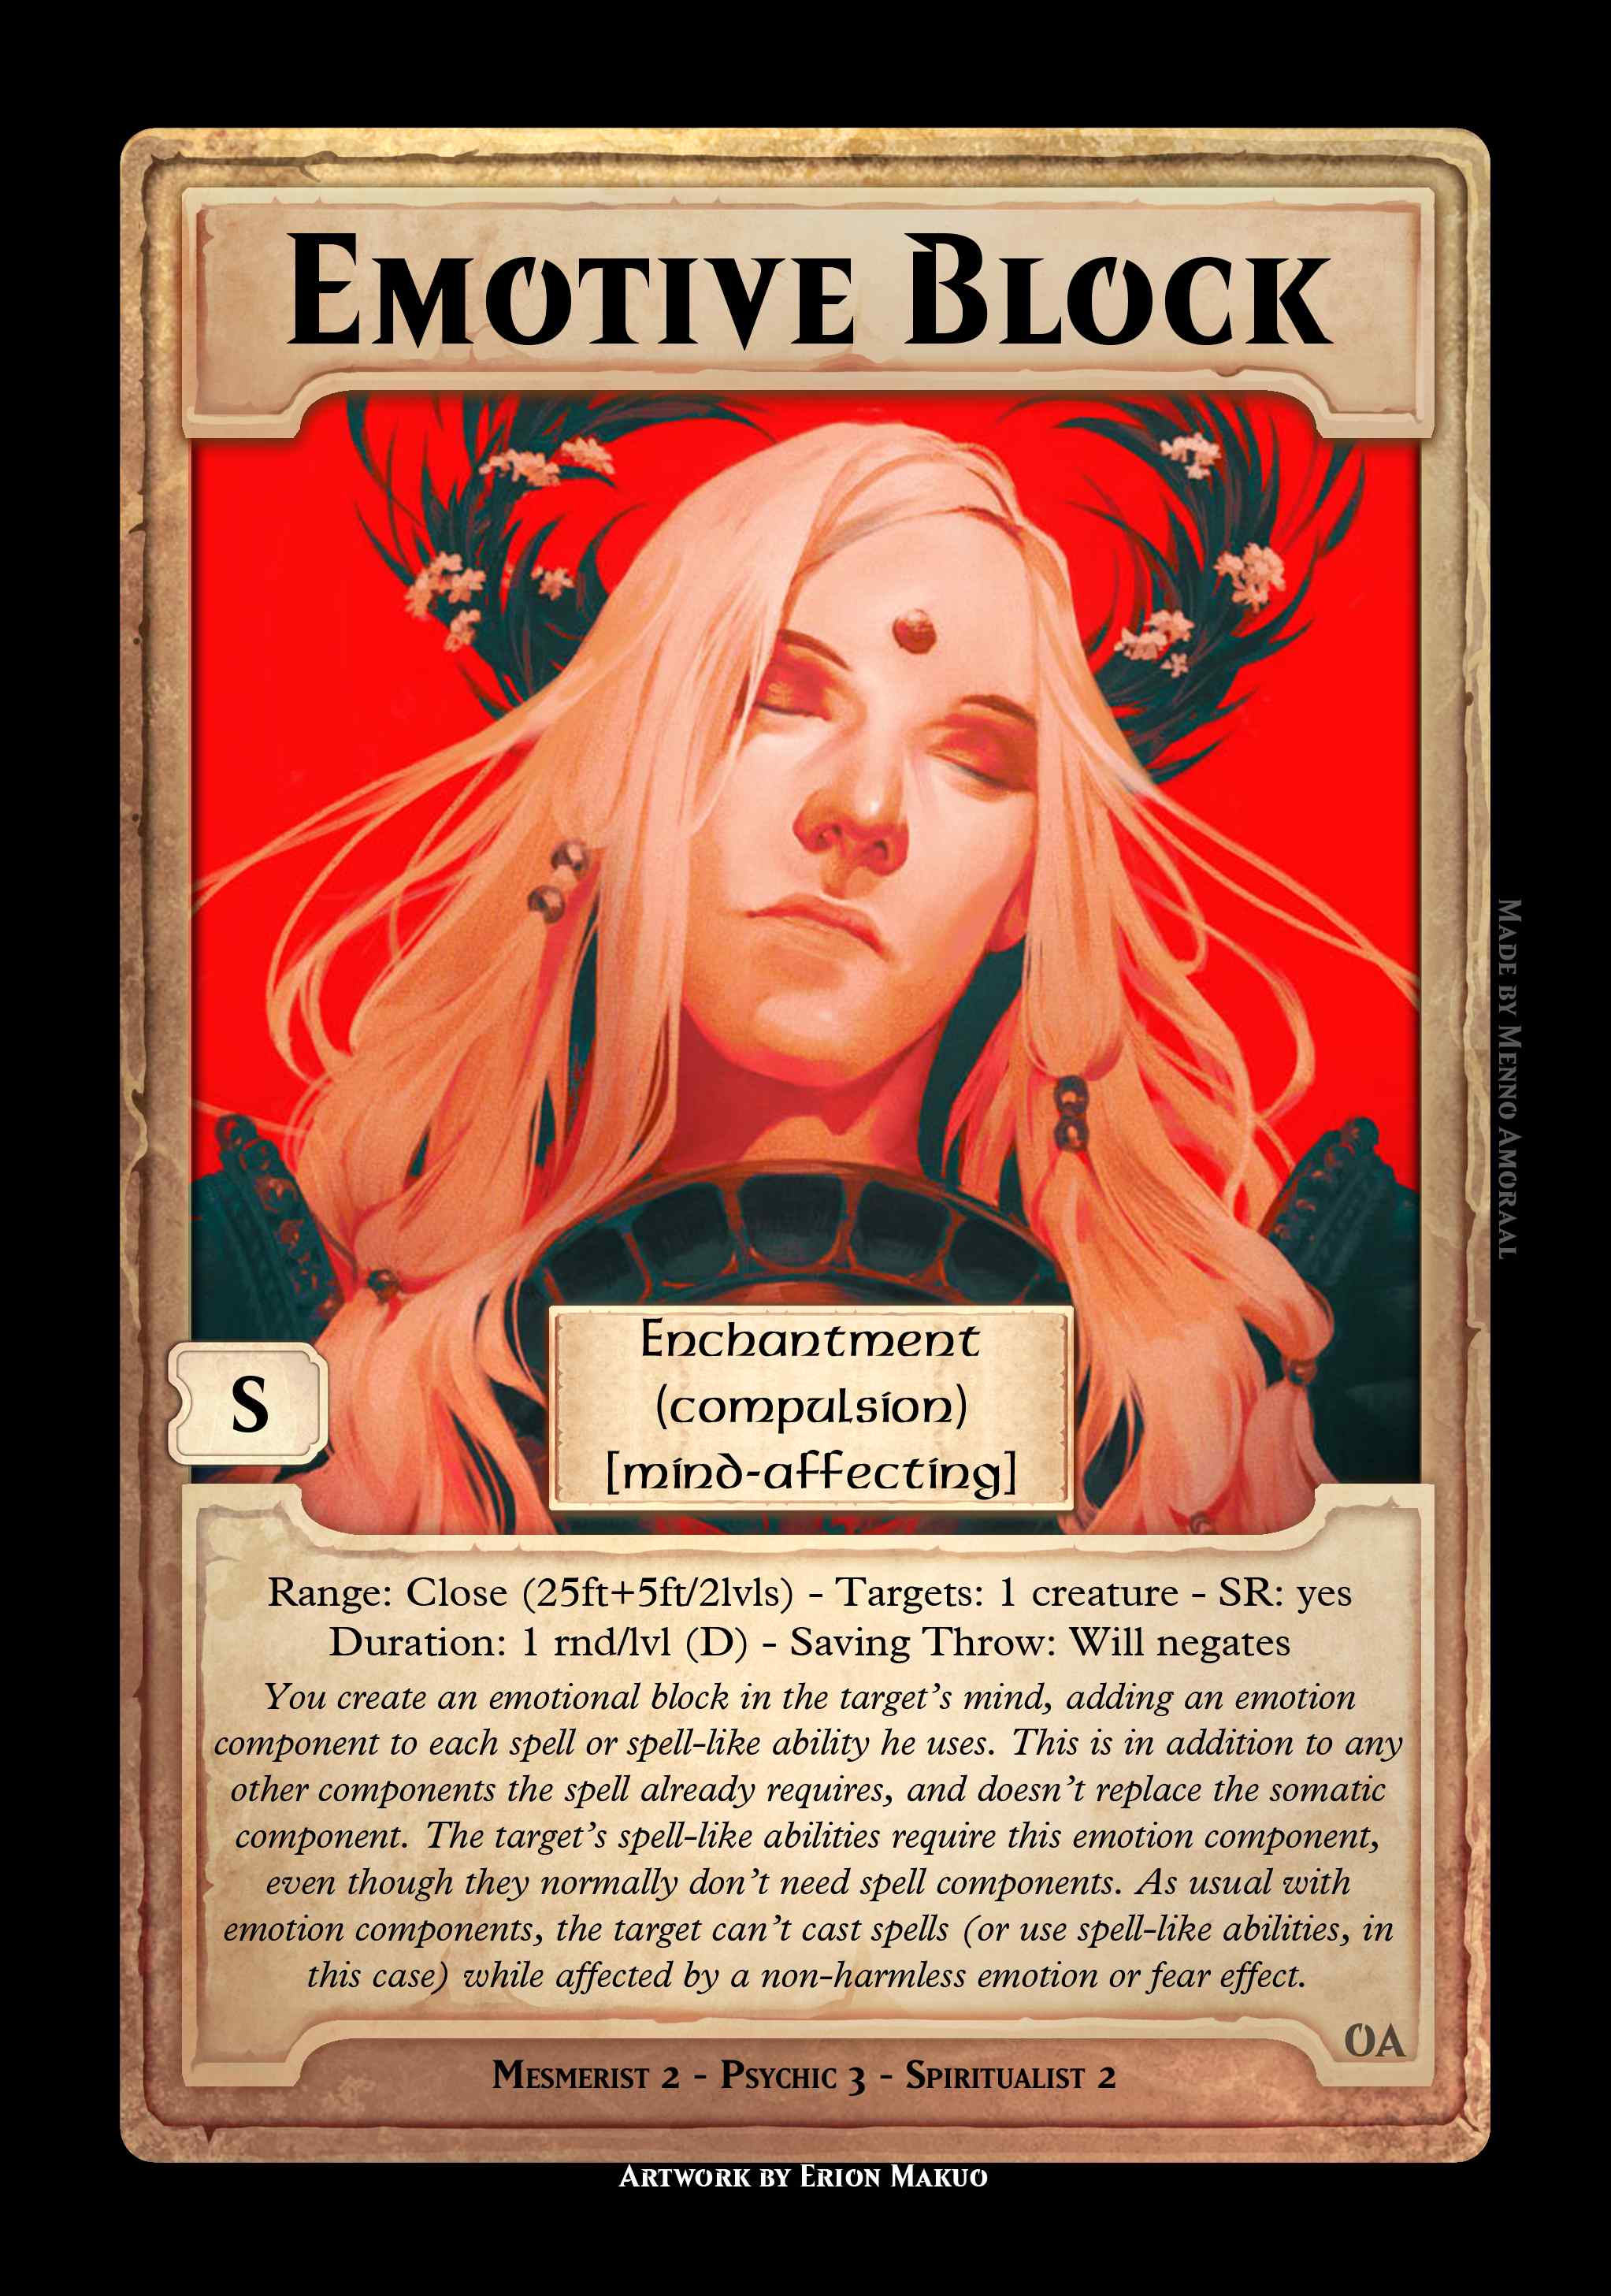 Emotive Block
S
Enchantment
(compulsion)
[mind-affecting]
Range: Close (25ft+5ft/2lvls) - Targets: 1 creature - SR: yes
Duration: 1 rnd/lvl (D) - Saving Throw: Will negates
You create an emotional block in the target's mind, adding an emotion
component to each spell or spell-like ability he uses. This is in addition to any
other components the spell already requires, and doesn't replace the somatic
component. The target's spell-like abilities require this emotion component,
even though they normally don't need spell components. As usual with
emotion components, the target can't cast spells (or use spell-like abilities, in
this case) while affected by a non-harmless emotion or fear effect.
OA
Mesmerist 2 - Psychic 3 - Spiritualist 2
Artwork by Erion Makuo
Made by Menno Amoraal